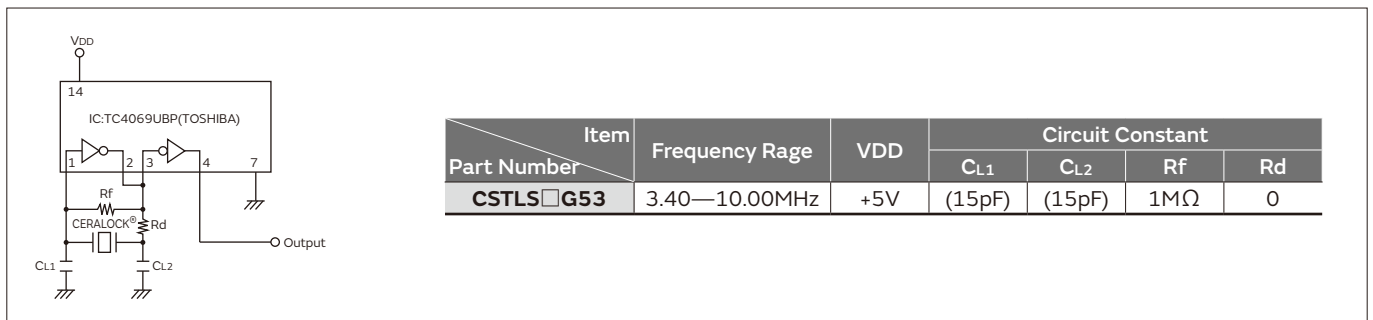 VDD
14
IC:TC4069UBP(TOSHIBA)
1 2 3 4 7
Rf
CERALOCK® Rd
Output
CL1 CL2
Item
Part Number
Frequency Rage
VDD
Circuit Constant
CL1 CL2 Rf Rd
CSTLS□G53 3.40—10.00MHz +5V (15pF) (15pF) 1MΩ 0